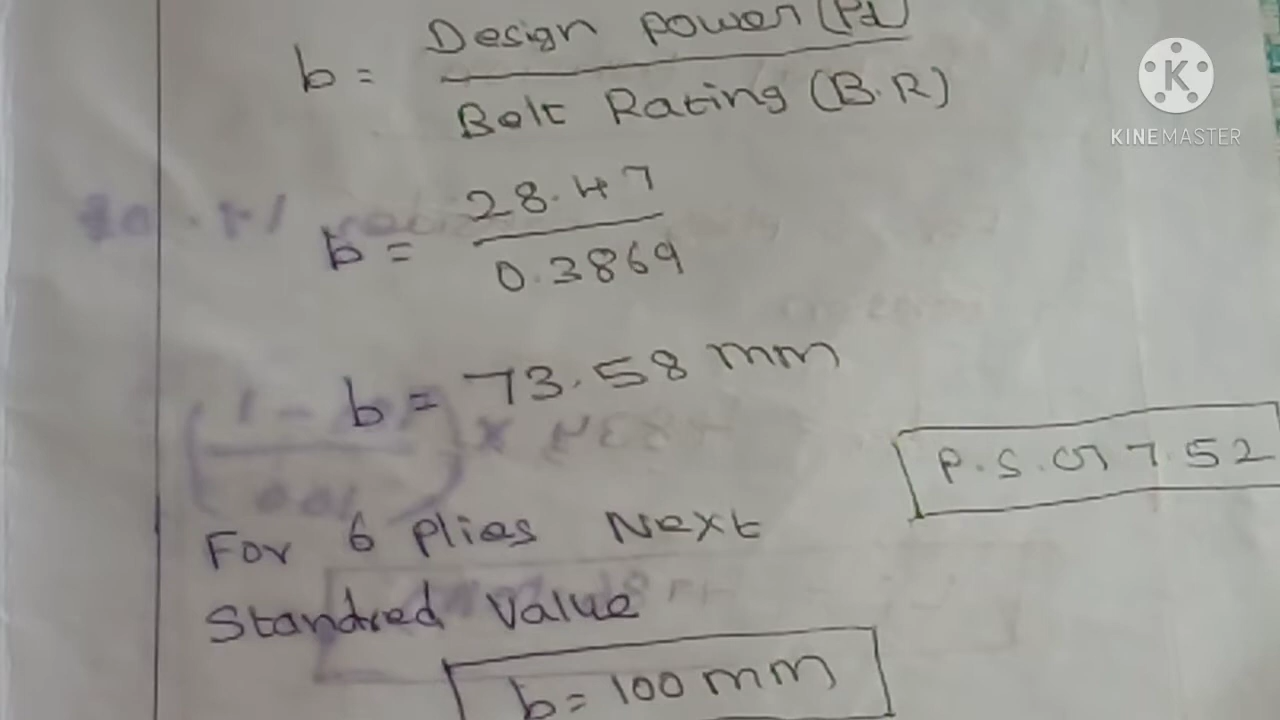 b = Design power (Pd)
Belt Rating (B.R)
K
KINEMASTER
b = 28.47
0.3869
b = 73.58 mm
P.S.G 7.52
For 6 Plies Next
Standred Value
b = 100 mm